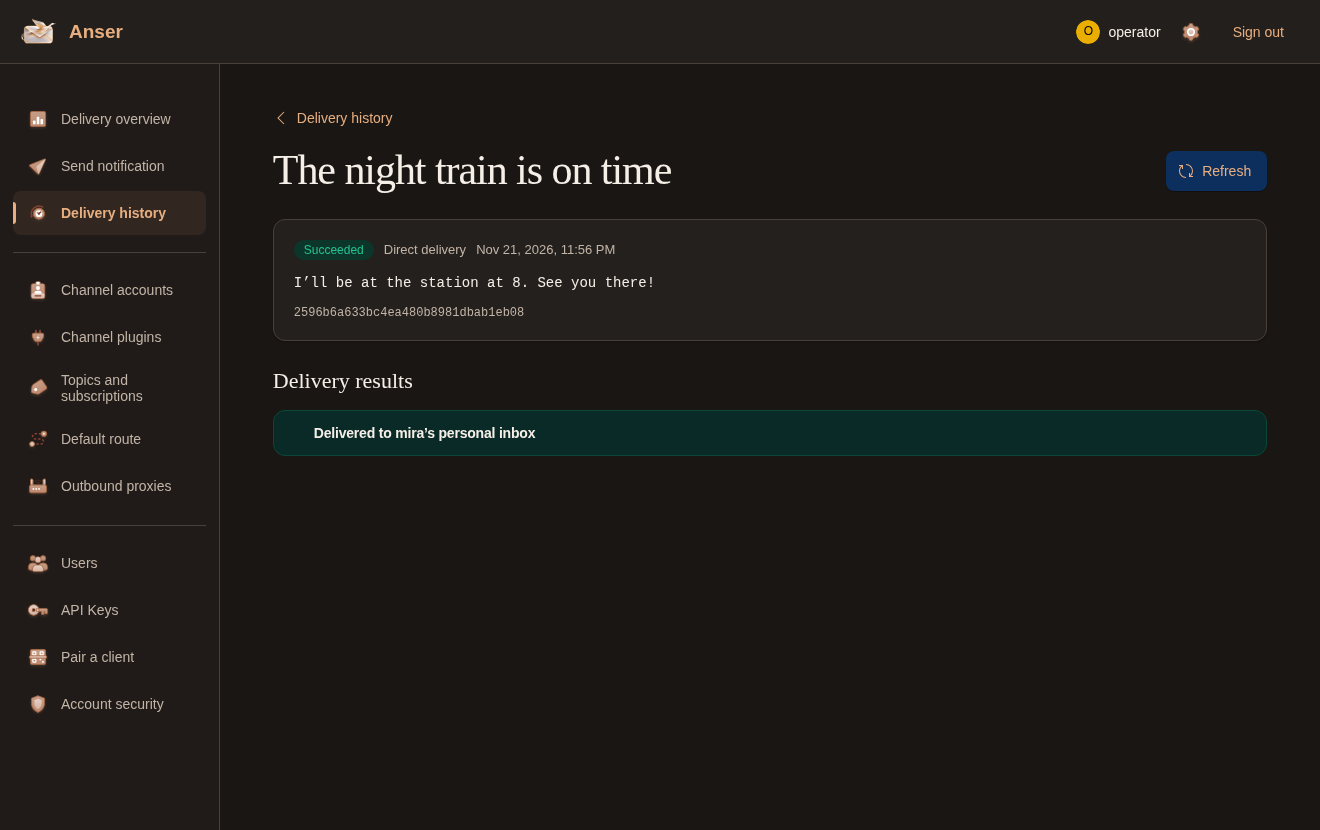 Anser
O
operator
Sign out
Delivery overview
Send notification
Delivery history
Channel accounts
Channel plugins
Topics and
subscriptions
Default route
Outbound proxies
Users
API Keys
Pair a client
Account security
Delivery history
The night train is on time
Refresh
Succeeded Direct delivery Nov 21, 2026, 11:56 PM
I’ll be at the station at 8. See you there!
2596b6a633bc4ea480b8981dbab1eb08
Delivery results
Delivered to mira’s personal inbox